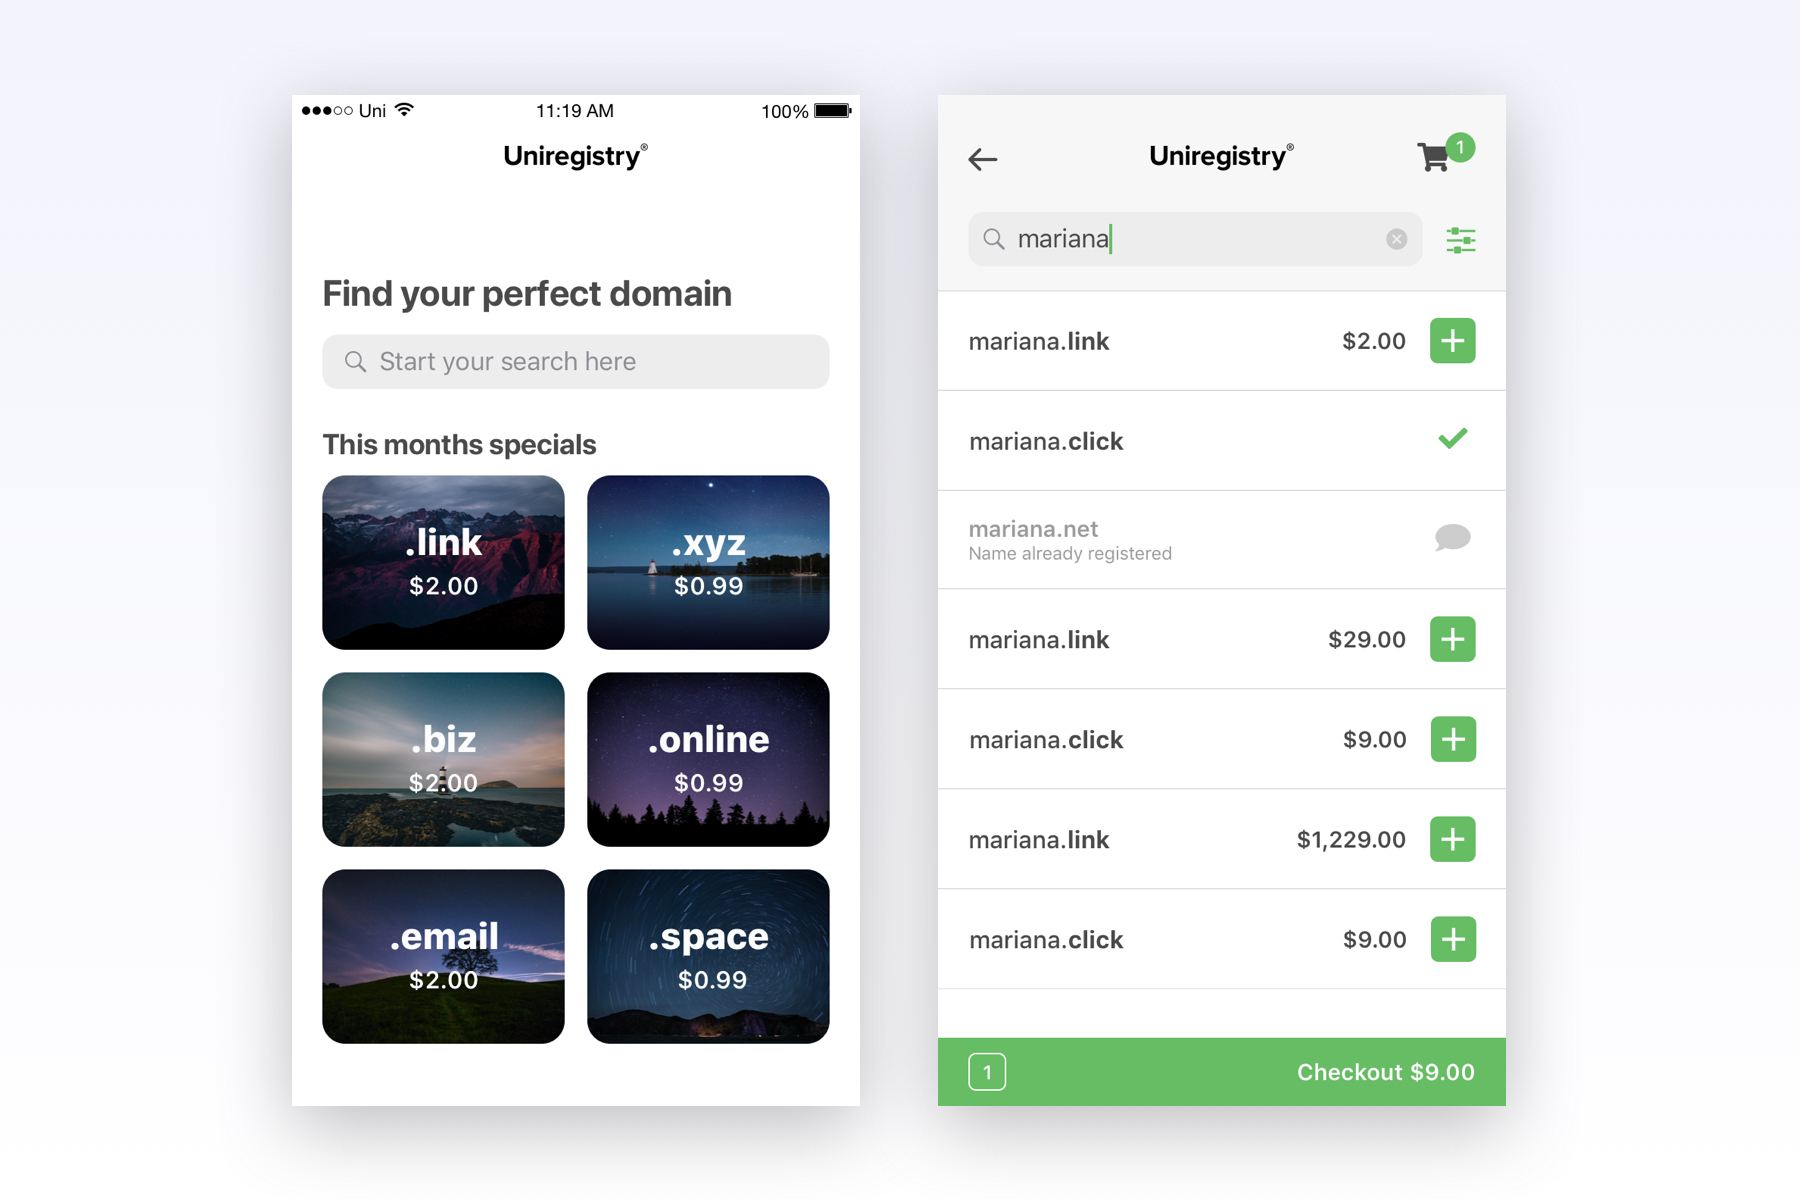 Uni
11:19 AM
100%
Uniregistry®
Find your perfect domain
Start your search here
This months specials
.link
$2.00
.xyz
$0.99
.biz
$2.00
.online
$0.99
.email
$2.00
.space
$0.99
Uniregistry®
1
mariana
mariana.link
$2.00
mariana.click
mariana.net
Name already registered
mariana.link
$29.00
mariana.click
$9.00
mariana.link
$1,229.00
mariana.click
$9.00
1
Checkout $9.00